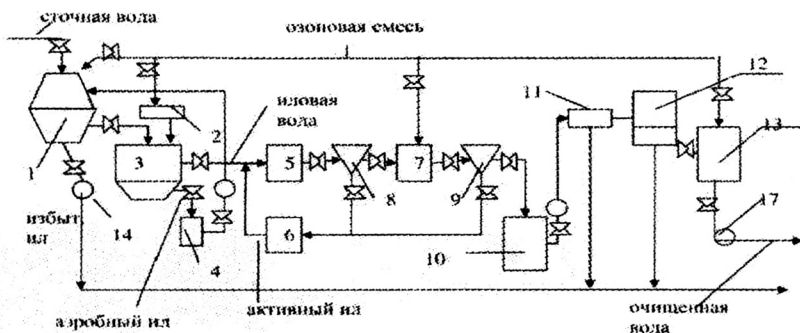 сточная вода
озоновая смесь
12
11
иловая
вода
1
2
3
5
7
13
8
9
избыт.
ил
14
4
6
10
17
аэробный ил
активный ил
очищенная
вода